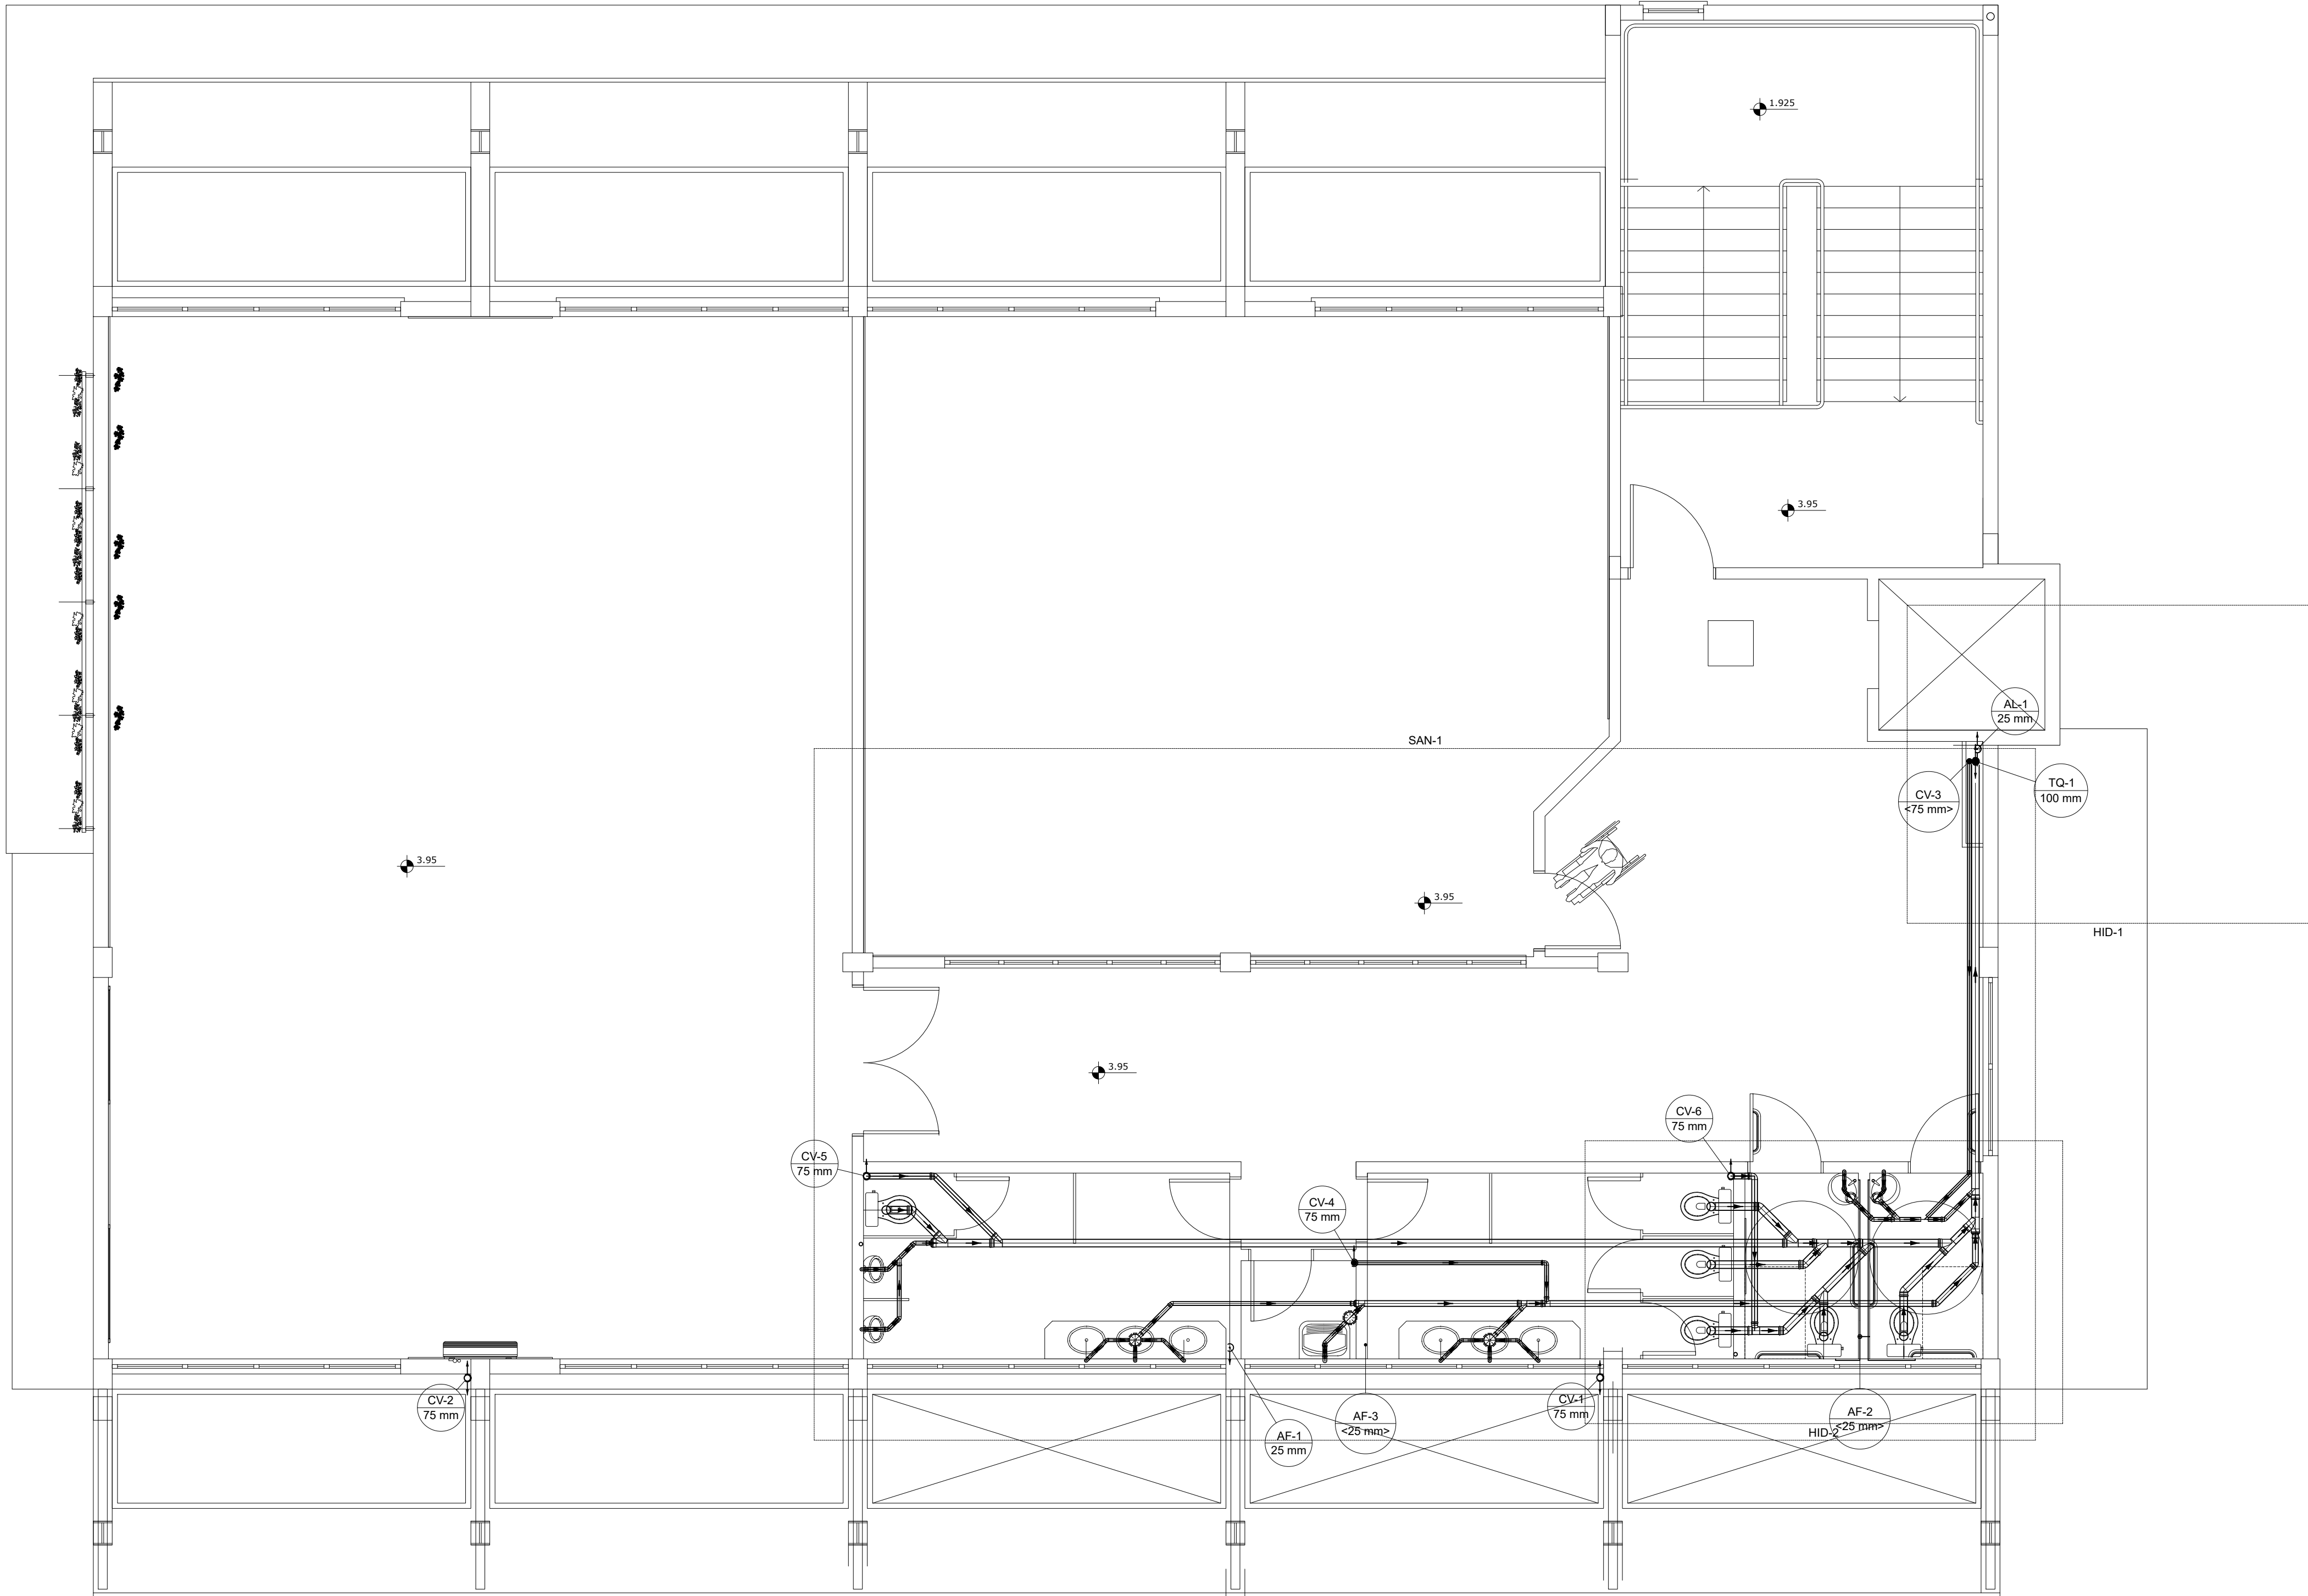 1.925
3.95
AL-1
25 mm
SAN-1
TQ-1
100 mm
CV-3
<75 mm>
3.95
3.95
HID-1
3.95
CV-6
75 mm
CV-5
75 mm
CV-4
75 mm
CV-2
75 mm
CV-1
75 mm
AF-3
<25 mm>
AF-2
<25 mm>
AF-1
25 mm
HID-2